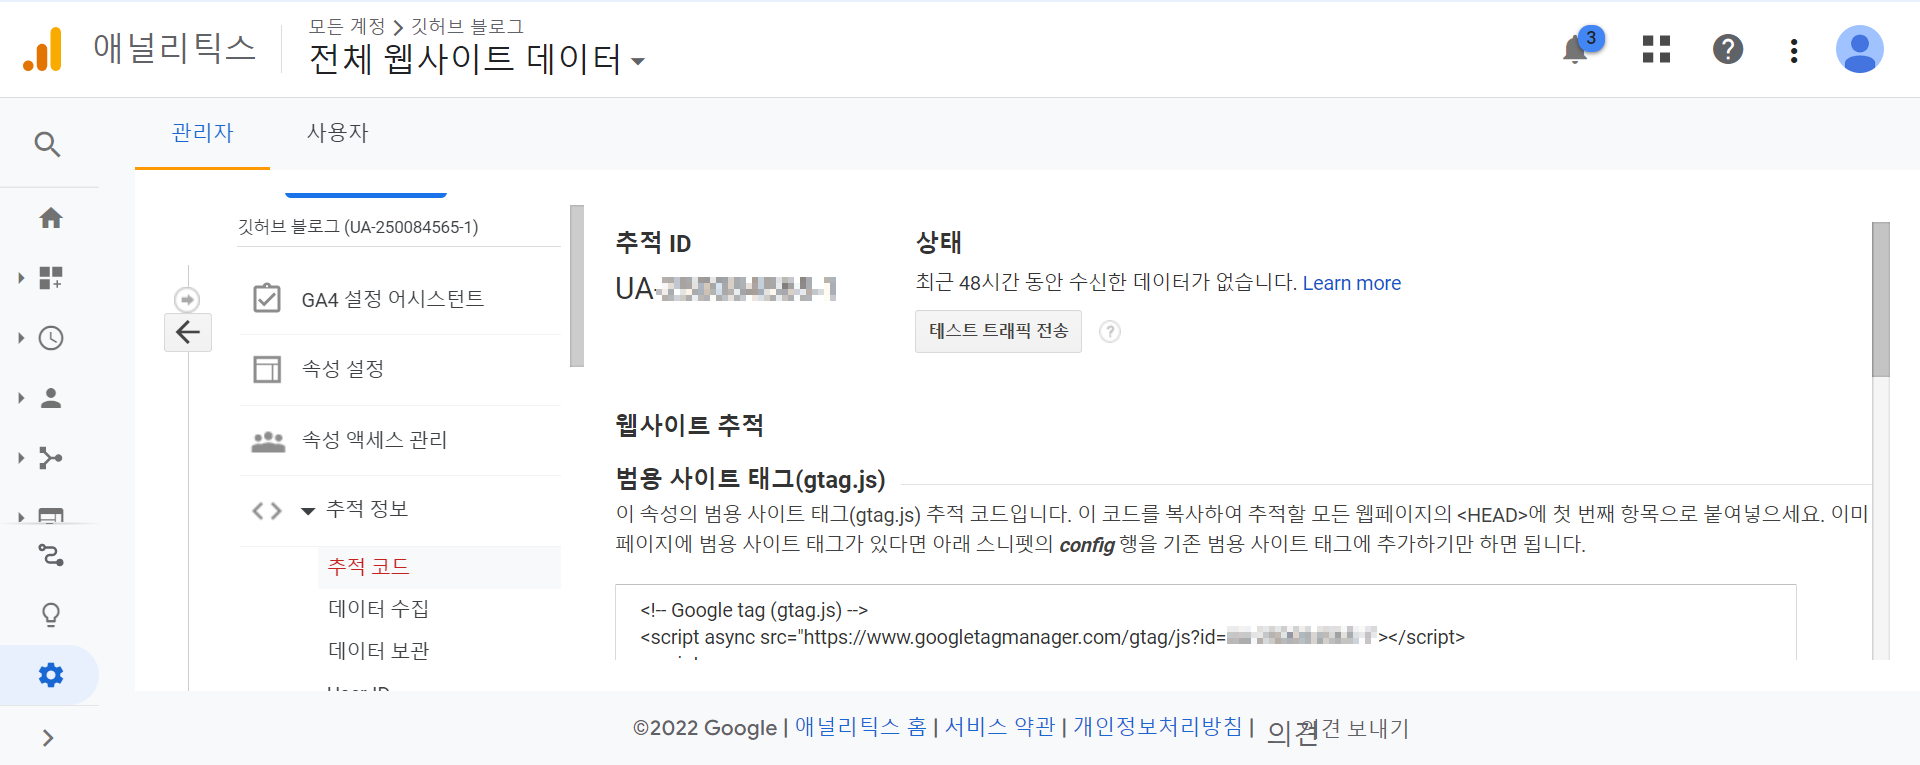 애널리틱스
모든 계정 > 깃허브 블로그
전체 웹사이트 데이터
3
관리자
사용자
깃허브 블로그 (UA-250084565-1)
GA4 설정 어시스턴트
속성 설정
속성 액세스 관리
추적 정보
추적 코드
데이터 수집
데이터 보관
User ID
추적 ID
UA-
상태
최근 48시간 동안 수신한 데이터가 없습니다. Learn more
테스트 트래픽 전송
?
웹사이트 추적
범용 사이트 태그(gtag.js)
이 속성의 범용 사이트 태그(gtag.js) 추적 코드입니다. 이 코드를 복사하여 추적할 모든 웹페이지의 <HEAD>에 첫 번째 항목으로 붙여넣으세요. 이미
페이지에 범용 사이트 태그가 있다면 아래 스니펫의 config 행을 기존 범용 사이트 태그에 추가하기만 하면 됩니다.
<!-- Google tag (gtag.js) -->
<script async src="https://www.googletagmanager.com/gtag/js?id="></script>
©2022 Google | 애널리틱스 홈 | 서비스 약관 | 개인정보처리방침 | 의견 의견 보내기